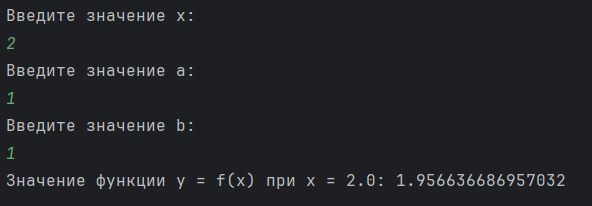 Введите значение x:
2
Введите значение a:
1
Введите значение b:
1
Значение функции y = f(x) при x = 2.0: 1.956636686957032